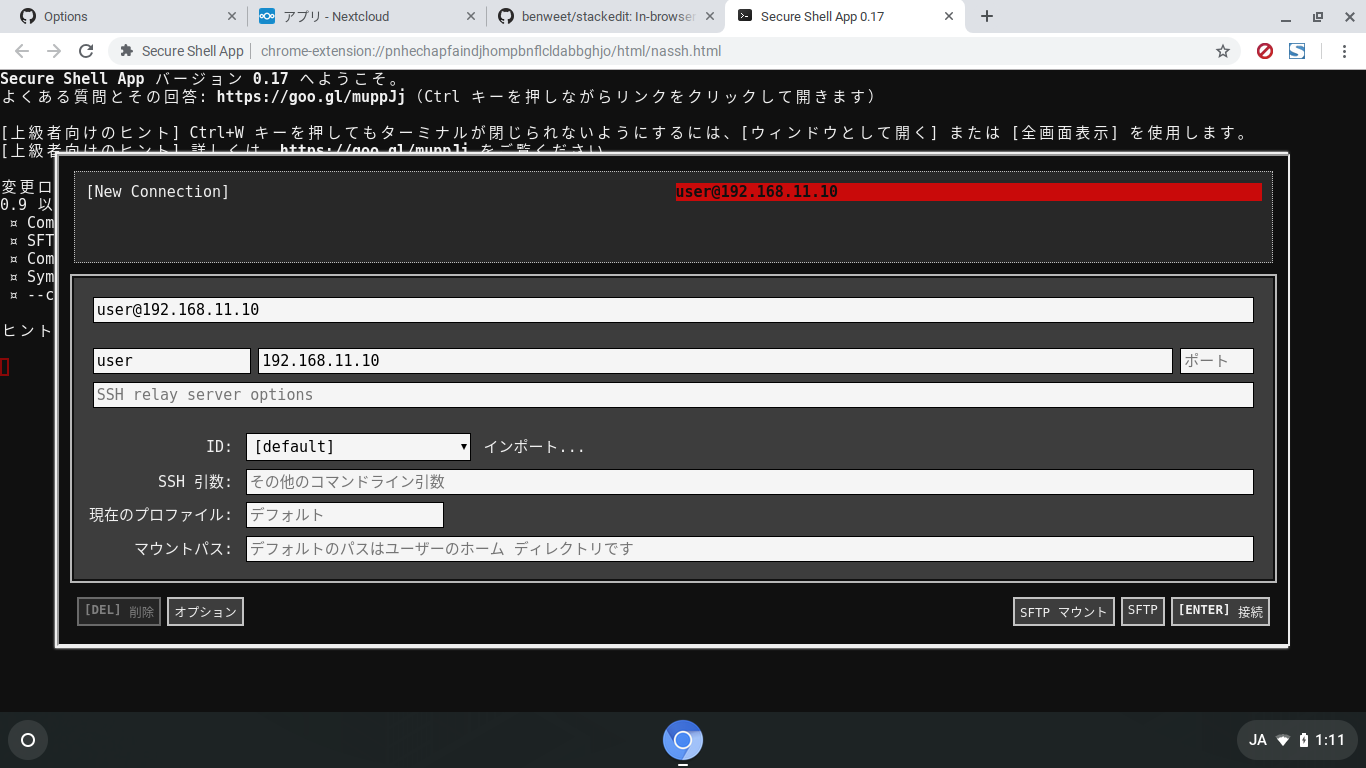 Options
アプリ - Nextcloud
benweet/stackedit: In-browser
Secure Shell App 0.17
Secure Shell App
chrome-extension://pnhechapfaindjhompbnflcldabbghjo/html/nassh.html
Secure Shell App バージョン 0.17 へようこそ。
よくある質問とその回答: https://goo.gl/muppJj (Ctrl キーを押しながらリンクをクリックして開きます)
[上級者向けのヒント] Ctrl+W キーを押してもターミナルが閉じられないようにするには、[ウィンドウとして開く] または [全画面表示] を使用します。
[上級者向けのヒント] 詳しくは、https://goo.gl/muppJj をご覧ください
変更ロ
0.9 以
¤ Com
¤ SFT
¤ Com
¤ Sym
¤ --c
ヒント
[New Connection]
user@192.168.11.10
user@192.168.11.10
user
192.168.11.10
ポート
SSH relay server options
ID: [default] インポート...
SSH 引数: その他のコマンドライン引数
現在のプロファイル: デフォルト
マウントパス: デフォルトのパスはユーザーのホーム ディレクトリです
[DEL] 削除
オプション
SFTP マウント
SFTP
[ENTER] 接続
JA
1:11